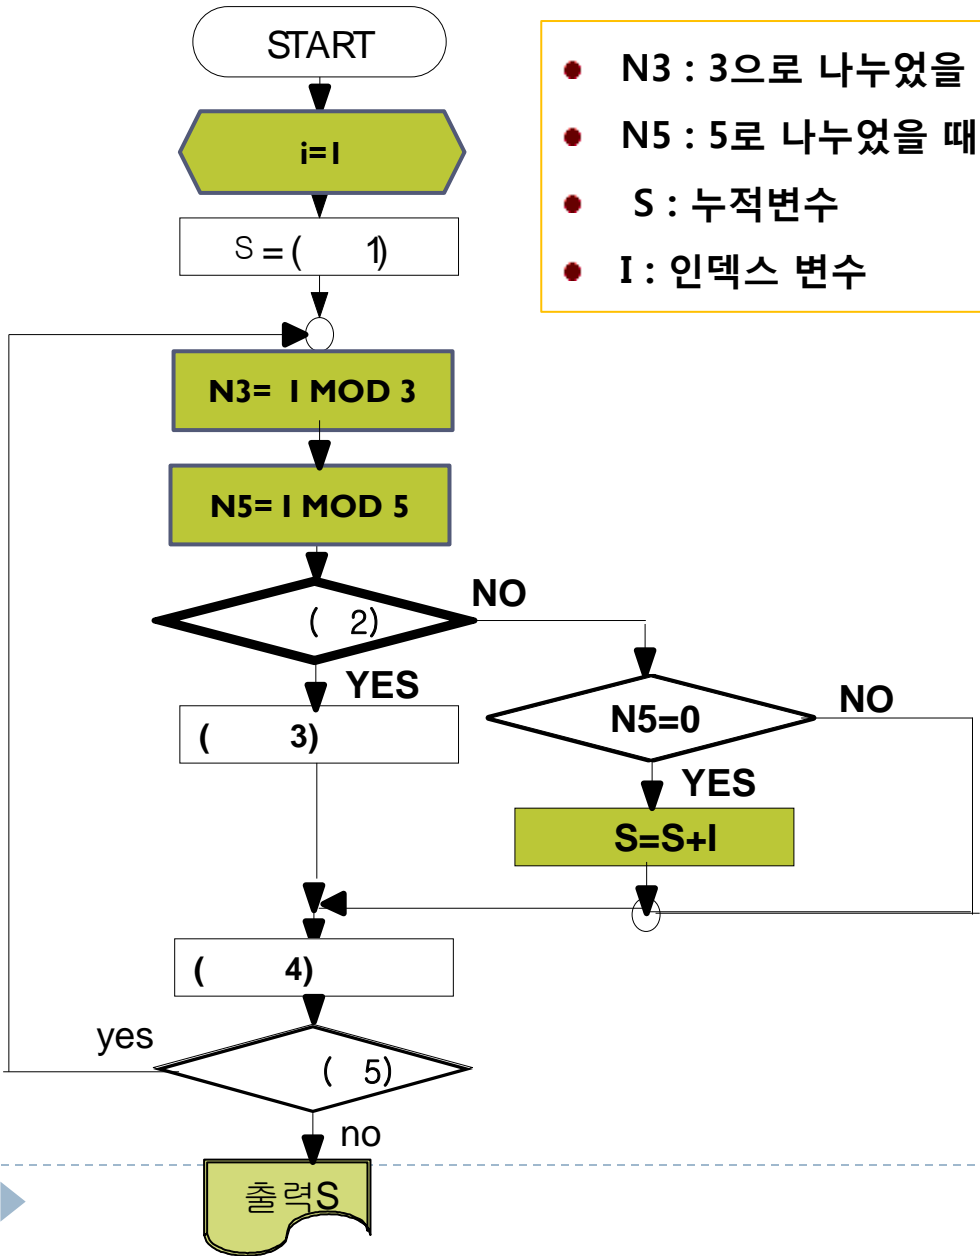 START
i=1
S = ( 1)
N3= I MOD 3
N5= I MOD 5
( 2)
NO
YES
( 3)
N5=0
NO
YES
S=S+I
( 4)
yes
( 5)
no
출력S
N3 : 3으로 나누었을
N5 : 5로 나누었을 때
S : 누적변수
I : 인덱스 변수